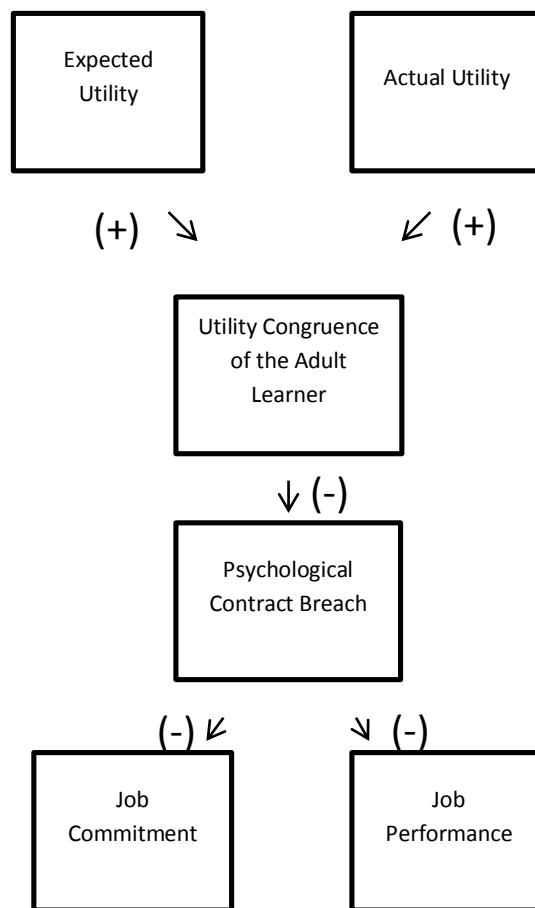 Expected
Utility
Actual Utility
(+)
(+)
Utility Congruence
of the Adult
Learner
(-)
Psychological
Contract Breach
(-)
(-)
Job
Commitment
Job
Performance